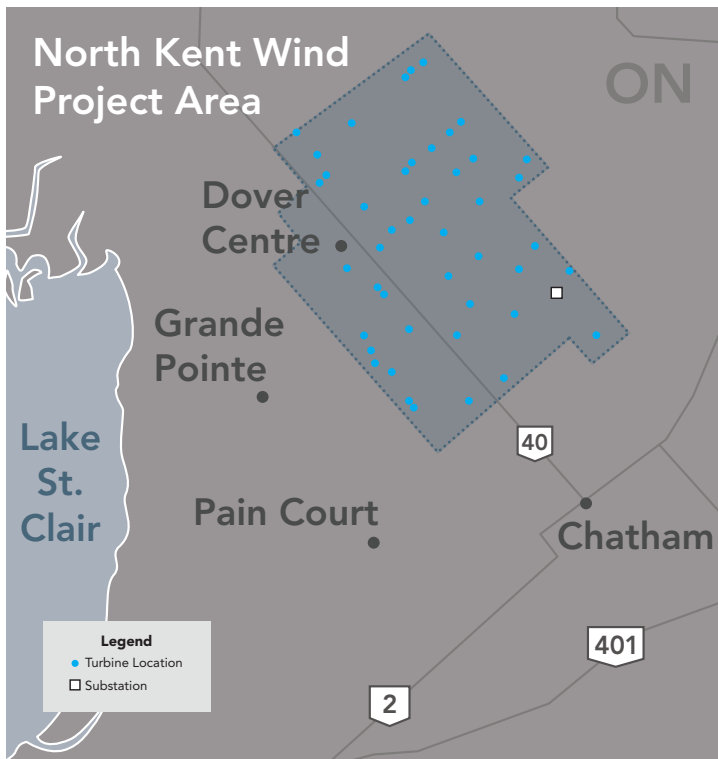 North Kent Wind
Project Area
ON
Dover
Centre
Grande
Pointe
Lake
St.
Clair
40
Pain Court
Chatham
Legend
Turbine Location
Substation
401
2